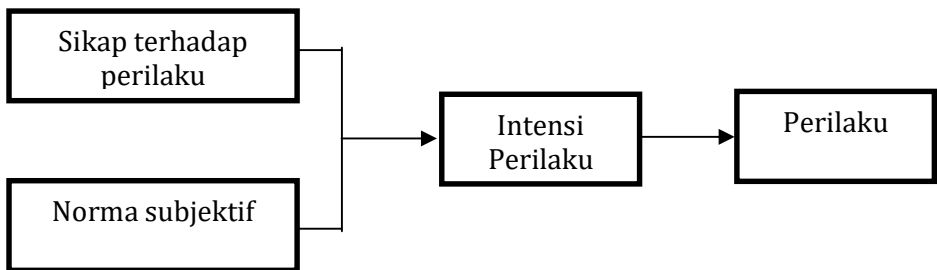 Sikap terhadap
perilaku
Norma subjektif
Intensi
Perilaku
Perilaku